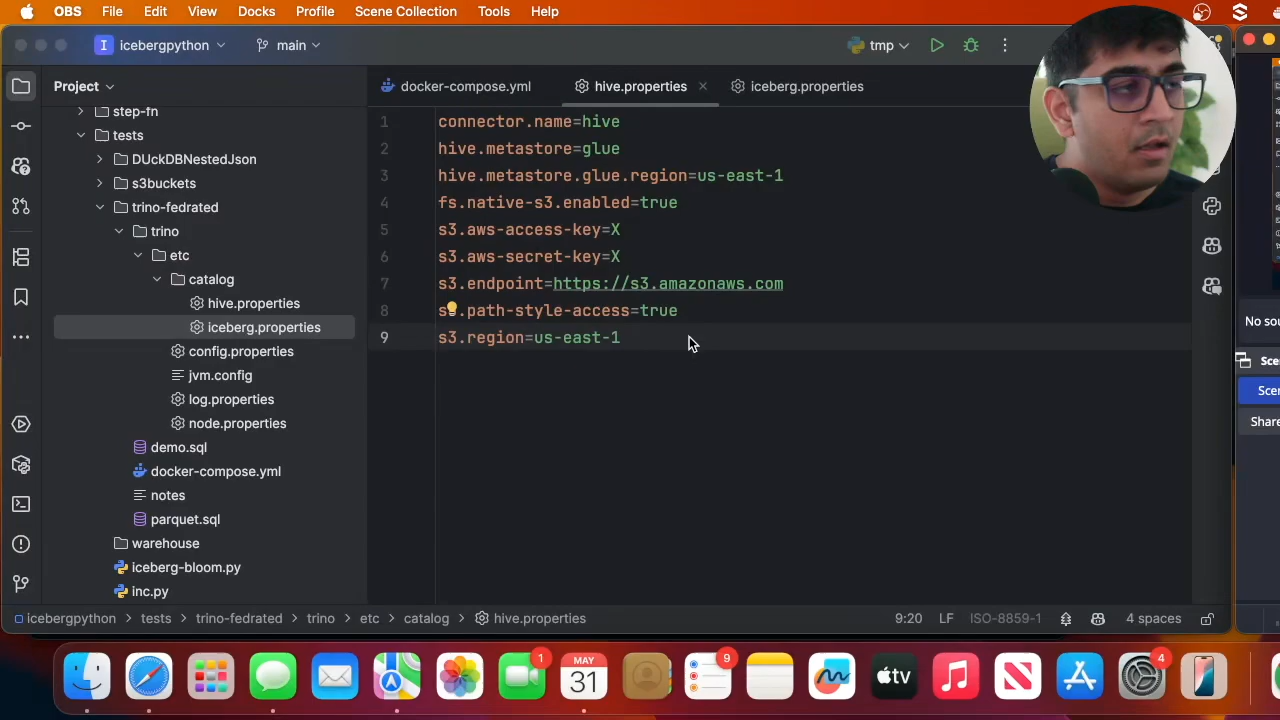 OBS File Edit View Docks Profile Scene Collection Tools Help
I icebergpython main tmp
Project
docker-compose.yml hive.properties iceberg.properties
step-fn
tests
DUckDBNestedJson
s3buckets
trino-fedrated
trino
etc
catalog
hive.properties
iceberg.properties
config.properties
jvm.config
log.properties
node.properties
demo.sql
docker-compose.yml
notes
parquet.sql
warehouse
iceberg-bloom.py
inc.py
1 connector.name=hive
2 hive.metastore=glue
3 hive.metastore.glue.region=us-east-1
4 fs.native-s3.enabled=true
5 s3.aws-access-key=X
6 s3.aws-secret-key=X
7 s3.endpoint=https://s3.amazonaws.com
8 s3.path-style-access=true
9 s3.region=us-east-1
No sou
Sce
Scen
Share
icebergpython tests trino-fedrated trino etc catalog hive.properties 9:20 LF ISO-8859-1 4 spaces
1
MAY
31
9
tv
4